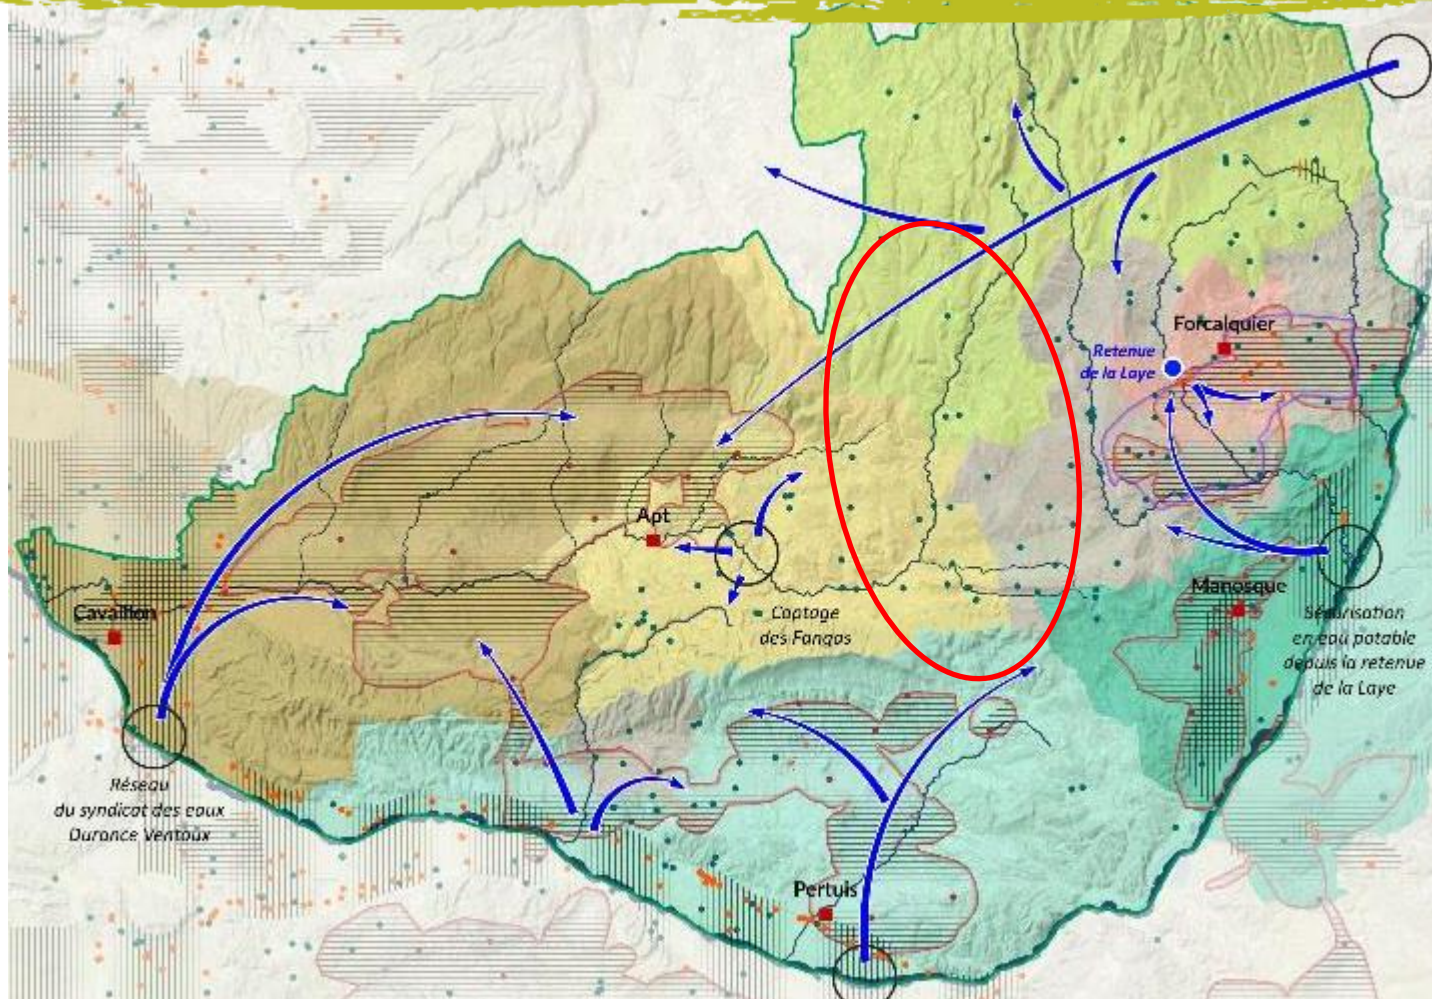 Forcalquier
Retenue
de la Laye
Apt
Cavaillon
Manosque
Captage
des Fangas
Sécurisation
en eau potable
depuis la retenue
de la Laye
Réseau
du syndicat des eaux
Durance Ventoux
Pertuis